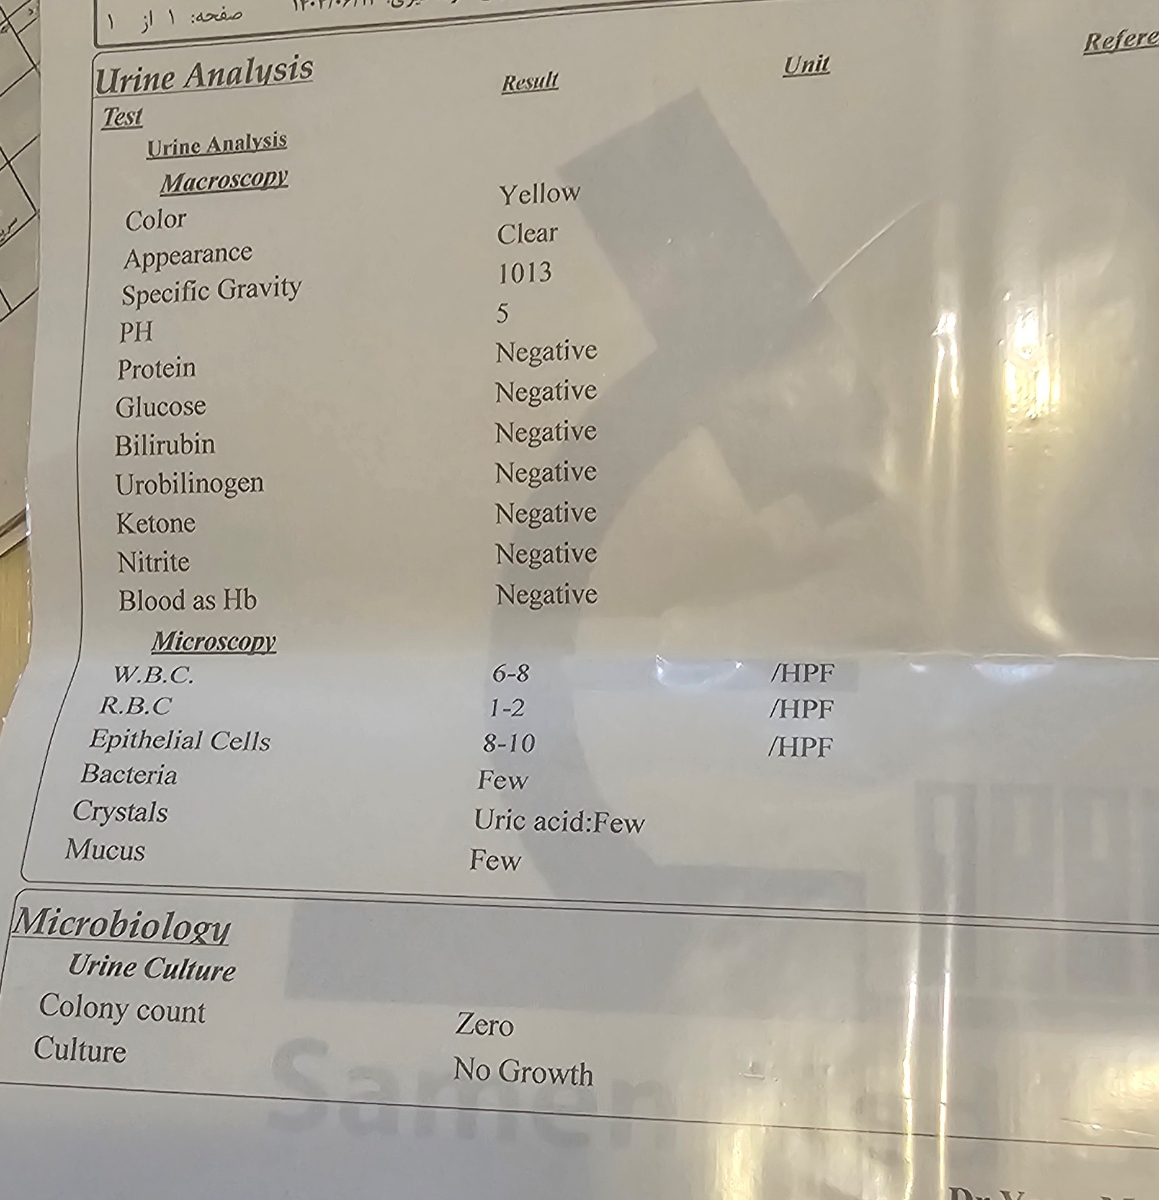 صفحه: ۱ از ۱
Urine Analysis Result Unit
Test
Urine Analysis
Macroscopy
Color Yellow
Appearance Clear
Specific Gravity 1013
PH 5
Protein Negative
Glucose Negative
Bilirubin Negative
Urobilinogen Negative
Ketone Negative
Nitrite Negative
Blood as Hb Negative
Microscopy
W.B.C. 6-8 /HPF
R.B.C 1-2 /HPF
Epithelial Cells 8-10 /HPF
Bacteria Few
Crystals Uric acid:Few
Mucus Few
Microbiology
Urine Culture
Colony count Zero
Culture No Growth
Samen